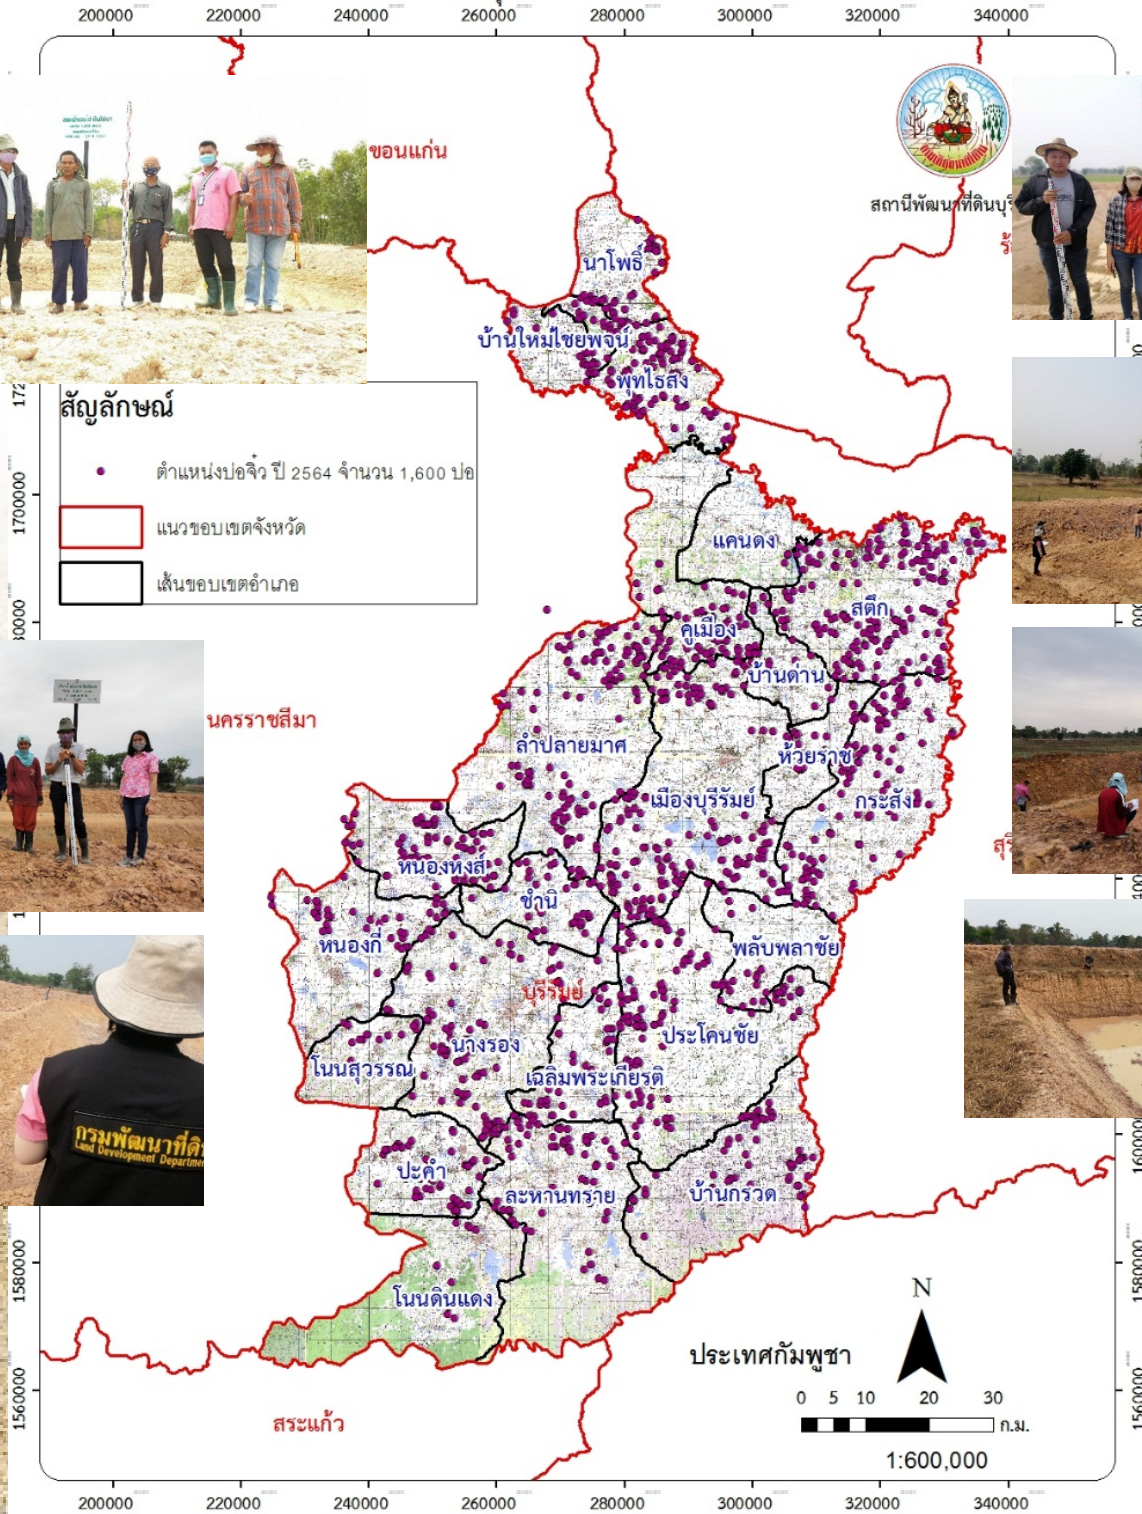 200000 220000 240000 260000 280000 300000 320000 340000
ขอนแก่น
สถานีพัฒนาที่ดินบุรี
นาโพธิ์
บ้านใหม่ไชยพจน์
พุทไธสง
สัญลักษณ์
ตำแหน่งบ่อจิ๋ว ปี 2564 จำนวน 1,600 บ่อ
แนวขอบเขตจังหวัด
เส้นขอบเขตอำเภอ
1700000
แคนดง
สตึก
คูเมือง
บ้านด่าน
นครราชสีมา
ลำปลายมาศ
ห้วยราช
เมืองบุรีรัมย์
กระสัง
หนองหงส์
ชำนิ
หนองกี่
พลับพลาชัย
บุรีรัมย์
ประโคนชัย
นางรอง
โนนสุวรรณ
เฉลิมพระเกียรติ
กรมพัฒนาที่ดิ
Land Development Departme
ปะคำ
ละหานทราย
บ้านกรวด
1580000
1580000
โนนดินแดง
N
ประเทศกัมพูชา
0 5 10 20 30
ก.ม.
1:600,000
1560000
1560000
สระแก้ว
200000 220000 240000 260000 280000 300000 320000 340000